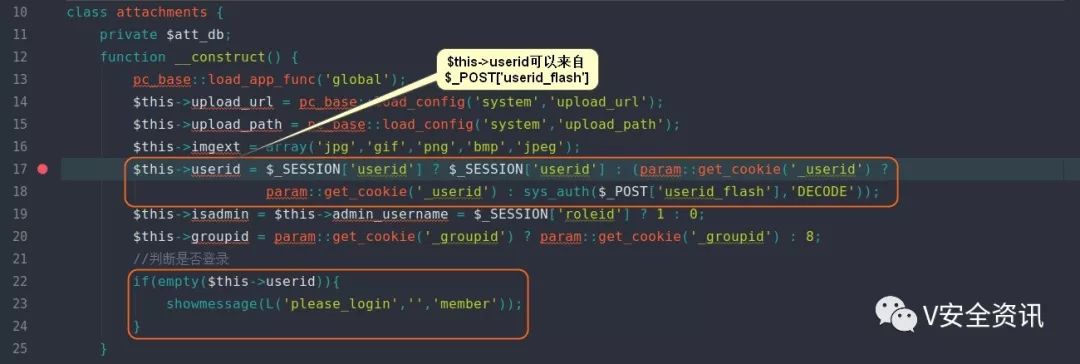 10 class attachments {
11 private $att_db;
12 function __construct() {
$this->userid可以来自
$_POST['userid_flash']
13 pc_base::load_app_func('global');
14 $this->upload_url = pc_base::load_config('system','upload_url');
15 $this->upload_path = pc_base::load_config('system','upload_path');
16 $this->imgext = array('jpg','gif','png','bmp','jpeg');
17 $this->userid = $_SESSION['userid'] ? $_SESSION['userid'] : (param::get_cookie('_userid') ?
18 param::get_cookie('_userid') : sys_auth($_POST['userid_flash'],'DECODE'));
19 $this->isadmin = $this->admin_username = $_SESSION['roleid'] ? 1 : 0;
20 $this->groupid = param::get_cookie('_groupid') ? param::get_cookie('_groupid') : 8;
21 //判断是否登录
22 if(empty($this->userid)){
23 showmessage(L('please_login','','member'));
24 }
25 }
V安全资讯